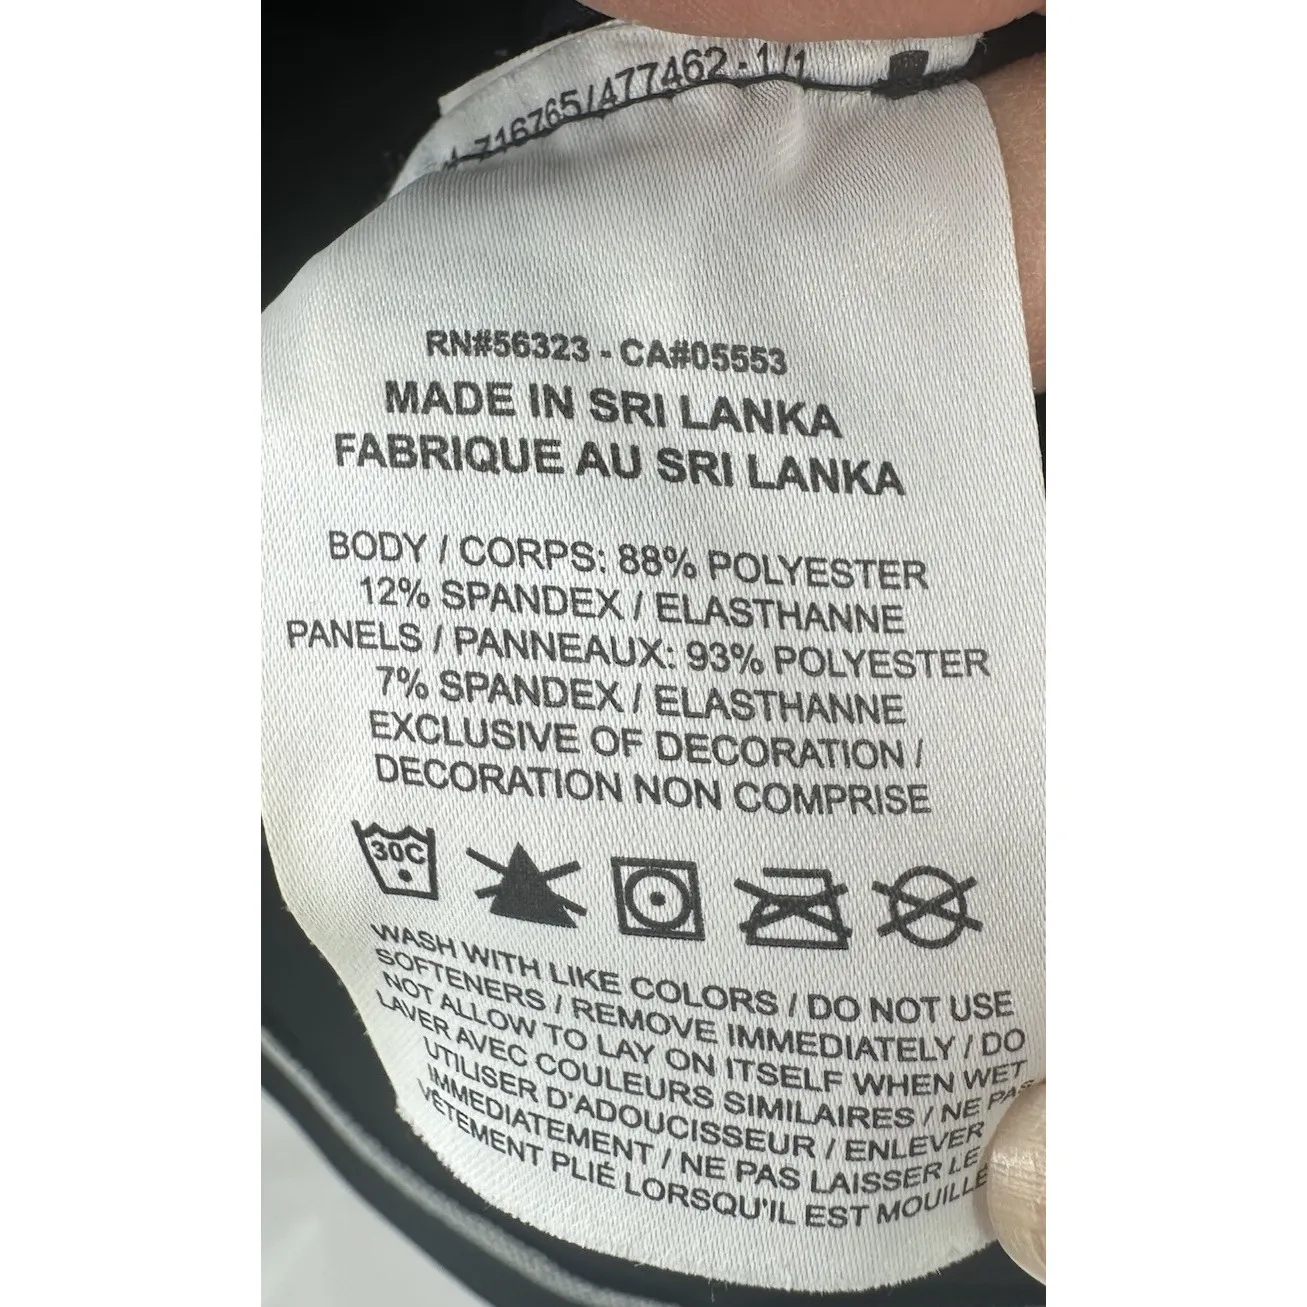 716765/477462 - 1/1
RN#56323 - CA#05553
MADE IN SRI LANKA
FABRIQUE AU SRI LANKA
BODY / CORPS: 88% POLYESTER
12% SPANDEX / ELASTHANNE
PANELS / PANNEAUX: 93% POLYESTER
7% SPANDEX / ELASTHANNE
EXCLUSIVE OF DECORATION /
DECORATION NON COMPRISE
30C
WASH WITH LIKE COLORS / DO NOT USE
SOFTENERS / REMOVE IMMEDIATELY / DO
NOT ALLOW TO LAY ON ITSELF WHEN WET
LAVER AVEC COULEURS SIMILAIRES / NE PAS
UTILISER D'ADOUCISSEUR / ENLEVER
IMMEDIATEMENT / NE PAS LAISSER LE
VÊTEMENT PLIÉ LORSQU'IL EST MOUILLÉ